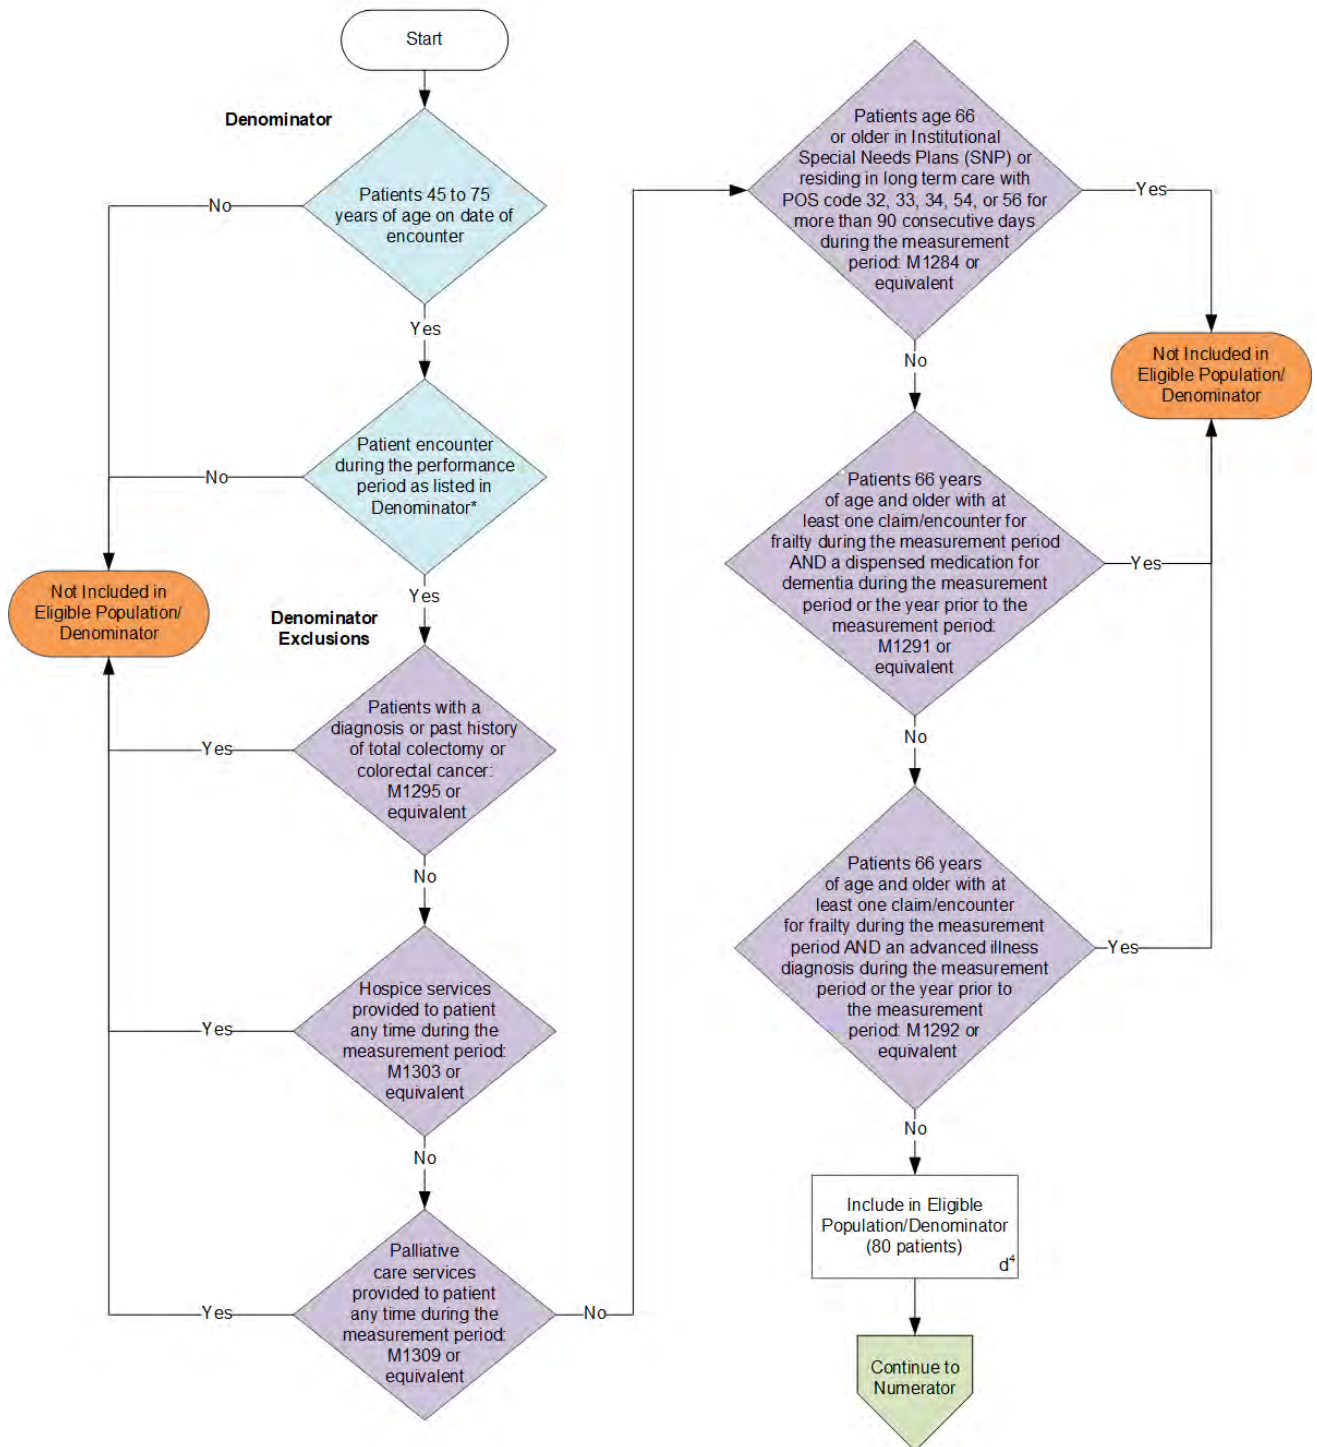 Start
Denominator
Patients 45 to 75
years of age on date of
encounter
No
Yes
Patient encounter
during the performance
period as listed in
Denominator*
No
Yes
Not Included in
Eligible Population/
Denominator
Denominator
Exclusions
Patients with a
diagnosis or past history
of total colectomy or
colorectal cancer:
M1295 or
equivalent
Yes
No
Hospice services
provided to patient
any time during the
measurement period:
M1303 or
equivalent
Yes
No
Palliative
care services
provided to patient
any time during the
measurement period:
M1309 or
equivalent
Yes
No
Patients age 66
or older in Institutional
Special Needs Plans (SNP) or
residing in long term care with
POS code 32, 33, 34, 54, or 56 for
more than 90 consecutive days
during the measurement
period: M1284 or
equivalent
Yes
No
Not Included in
Eligible Population/
Denominator
Patients 66 years
of age and older with at
least one claim/encounter for
frailty during the measurement period
AND a dispensed medication for
dementia during the measurement
period or the year prior to the
measurement period:
M1291 or
equivalent
Yes
No
Patients 66 years
of age and older with at
least one claim/encounter
for frailty during the measurement
period AND an advanced illness
diagnosis during the measurement
period or the year prior to
the measurement
period: M1292 or
equivalent
Yes
No
Include in Eligible
Population/Denominator
(80 patients)
d⁴
Continue to
Numerator